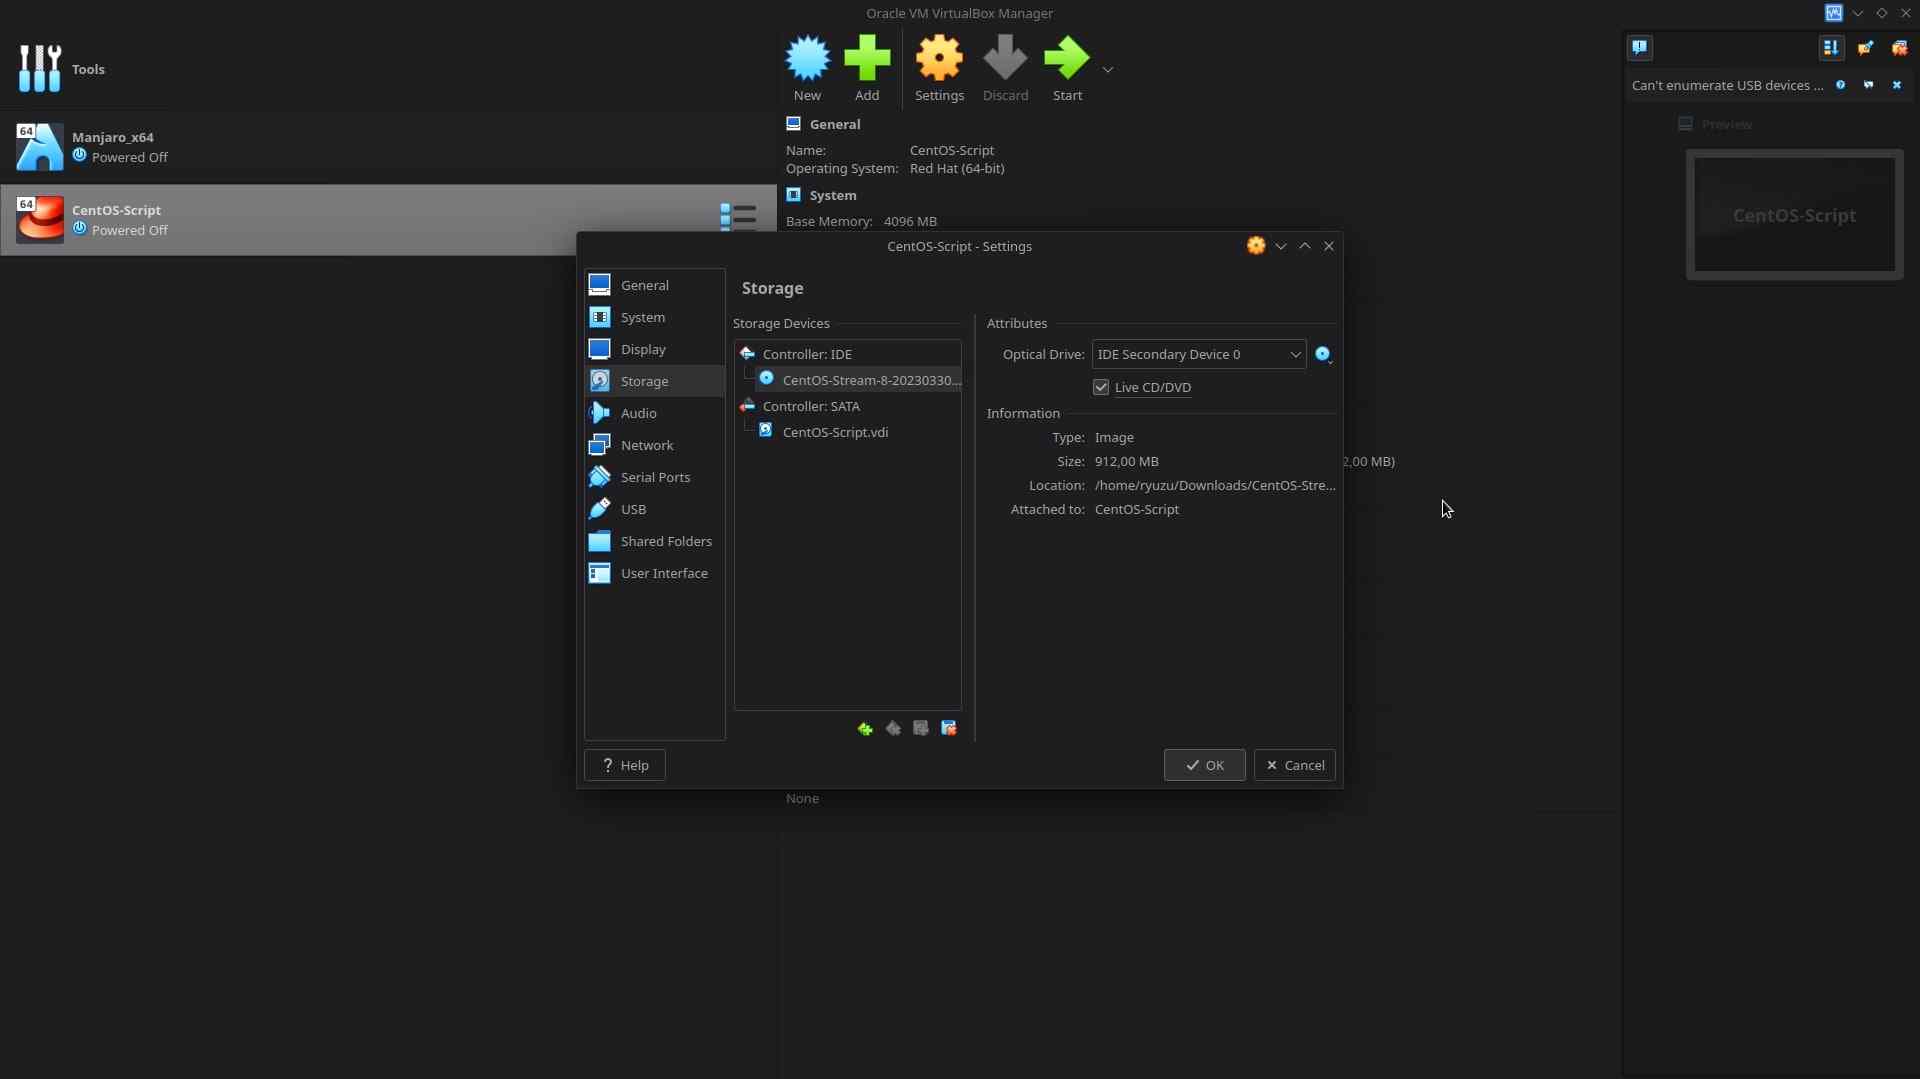 Oracle VM VirtualBox Manager
Tools
64
Manjaro_x64
Powered Off
64
CentOS-Script
Powered Off
New
Add
Settings
Discard
Start
General
Name: CentOS-Script
Operating System: Red Hat (64-bit)
System
Base Memory: 4096 MB
Can't enumerate USB devices ...
Preview
CentOS-Script
CentOS-Script - Settings
General
System
Display
Storage
Audio
Network
Serial Ports
USB
Shared Folders
User Interface
Storage
Storage Devices
Controller: IDE
CentOS-Stream-8-20230330...
Controller: SATA
CentOS-Script.vdi
Attributes
Optical Drive: IDE Secondary Device 0
Live CD/DVD
Information
Type: Image
Size: 912,00 MB
Location: /home/ryuzu/Downloads/CentOS-Stre...
Attached to: CentOS-Script
2,00 MB)
? Help
OK
Cancel
None